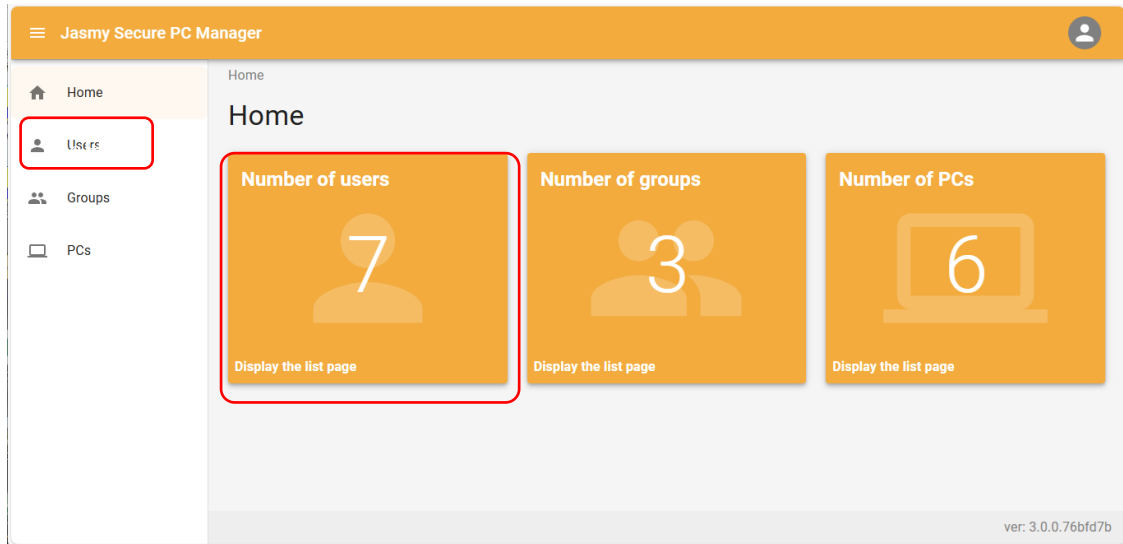 Jasmy Secure PC Manager
Home
Users
Groups
PCs
Home
Home
Number of users
7
Display the list page
Number of groups
3
Display the list page
Number of PCs
6
Display the list page
ver: 3.0.0.76bfd7b